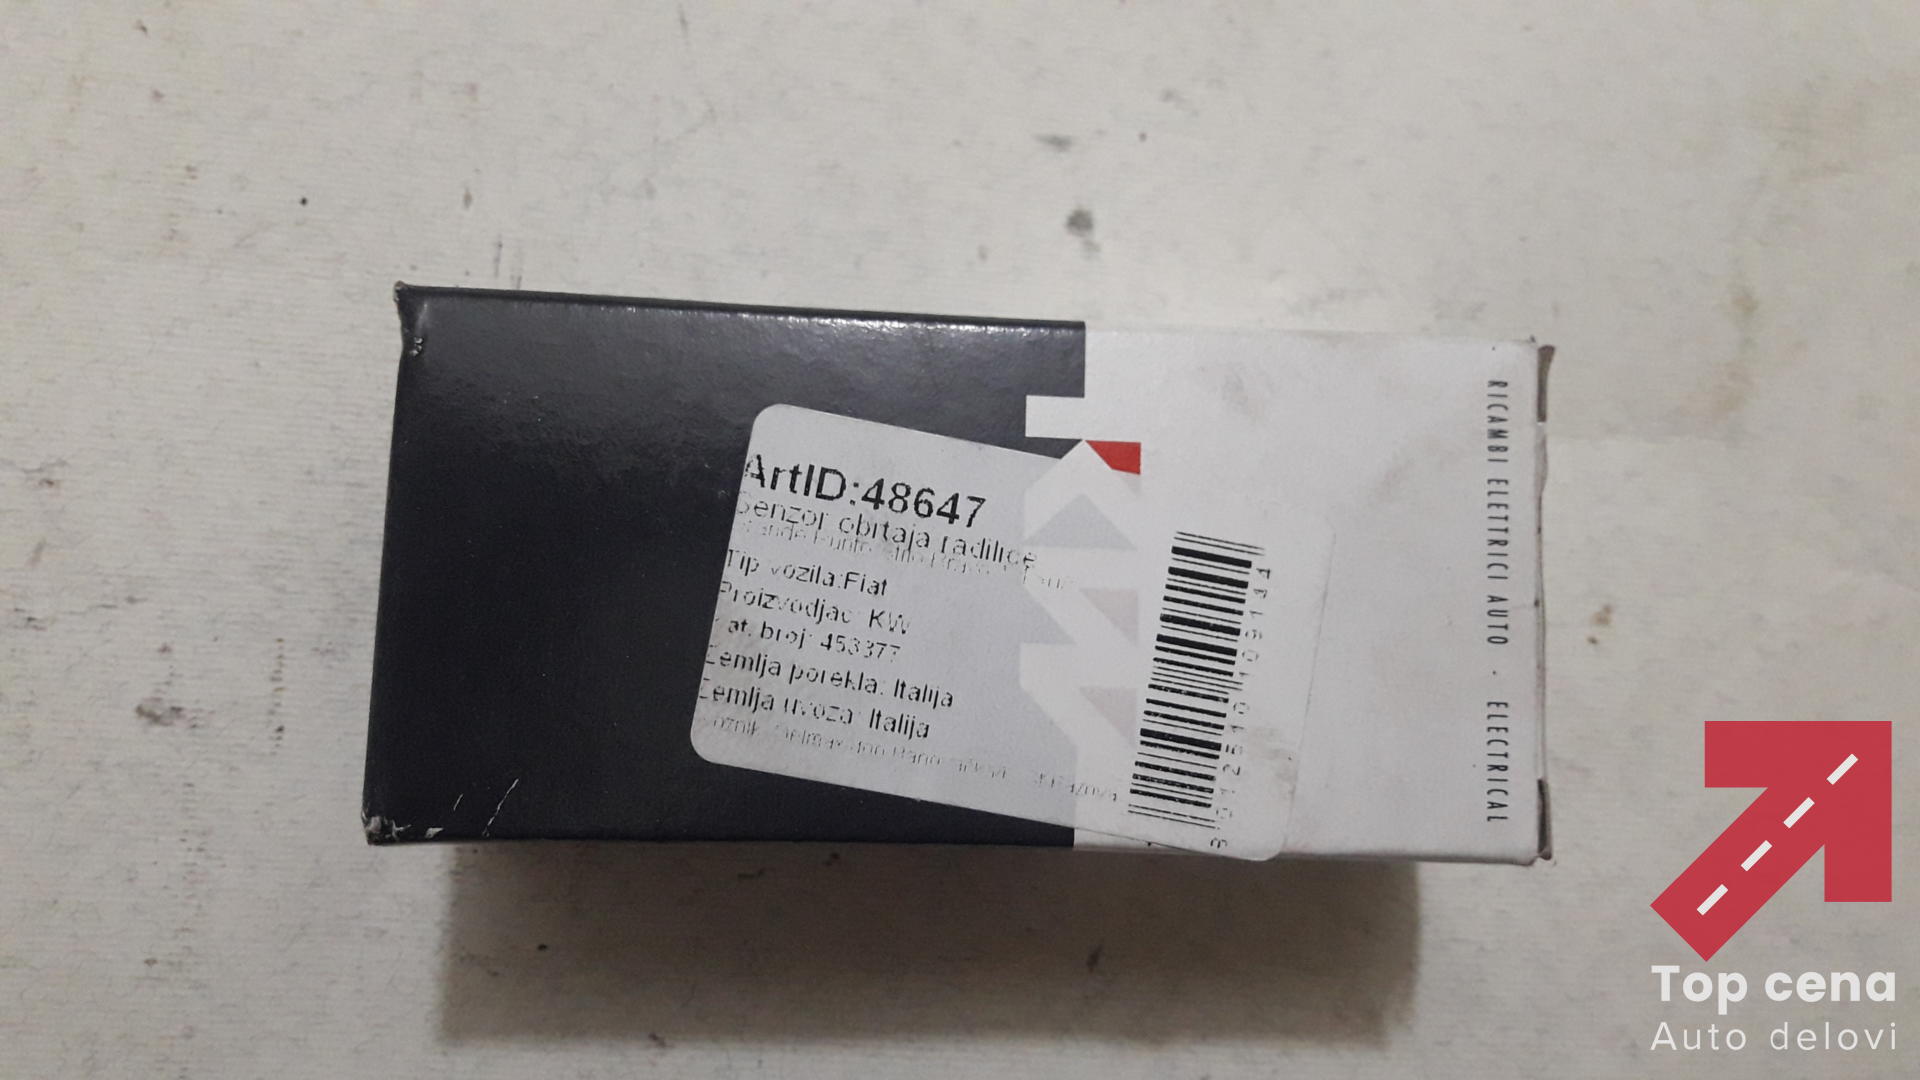 ArtID:48647
Senzor obrtaja radilice
Tip vozila:Fiat
Proizvodjac: KW
Kat. broj: 453377
Zemlja porekla: Italija
Zemlja uvoza: Italija
RICAMBI ELETTRICI AUTO · ELECTRICAL
Top cena
Auto delovi